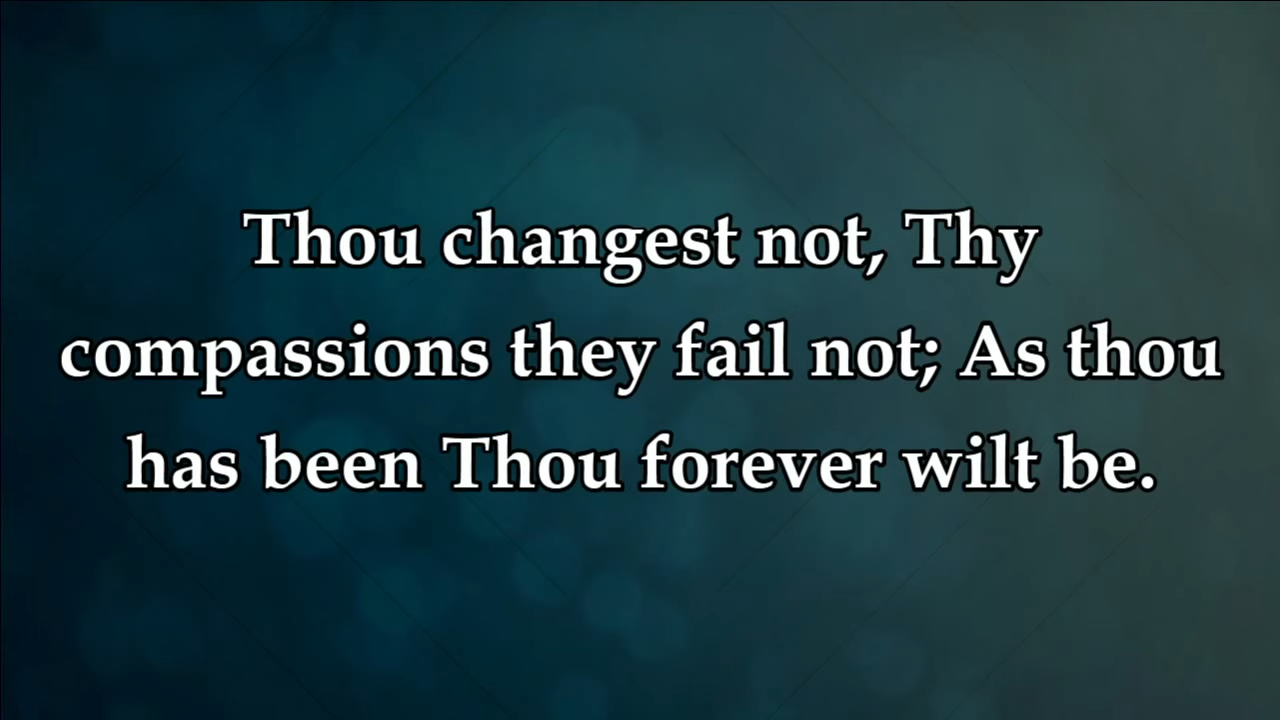 Thou changest not, Thy
compassions they fail not; As thou
has been Thou forever wilt be.